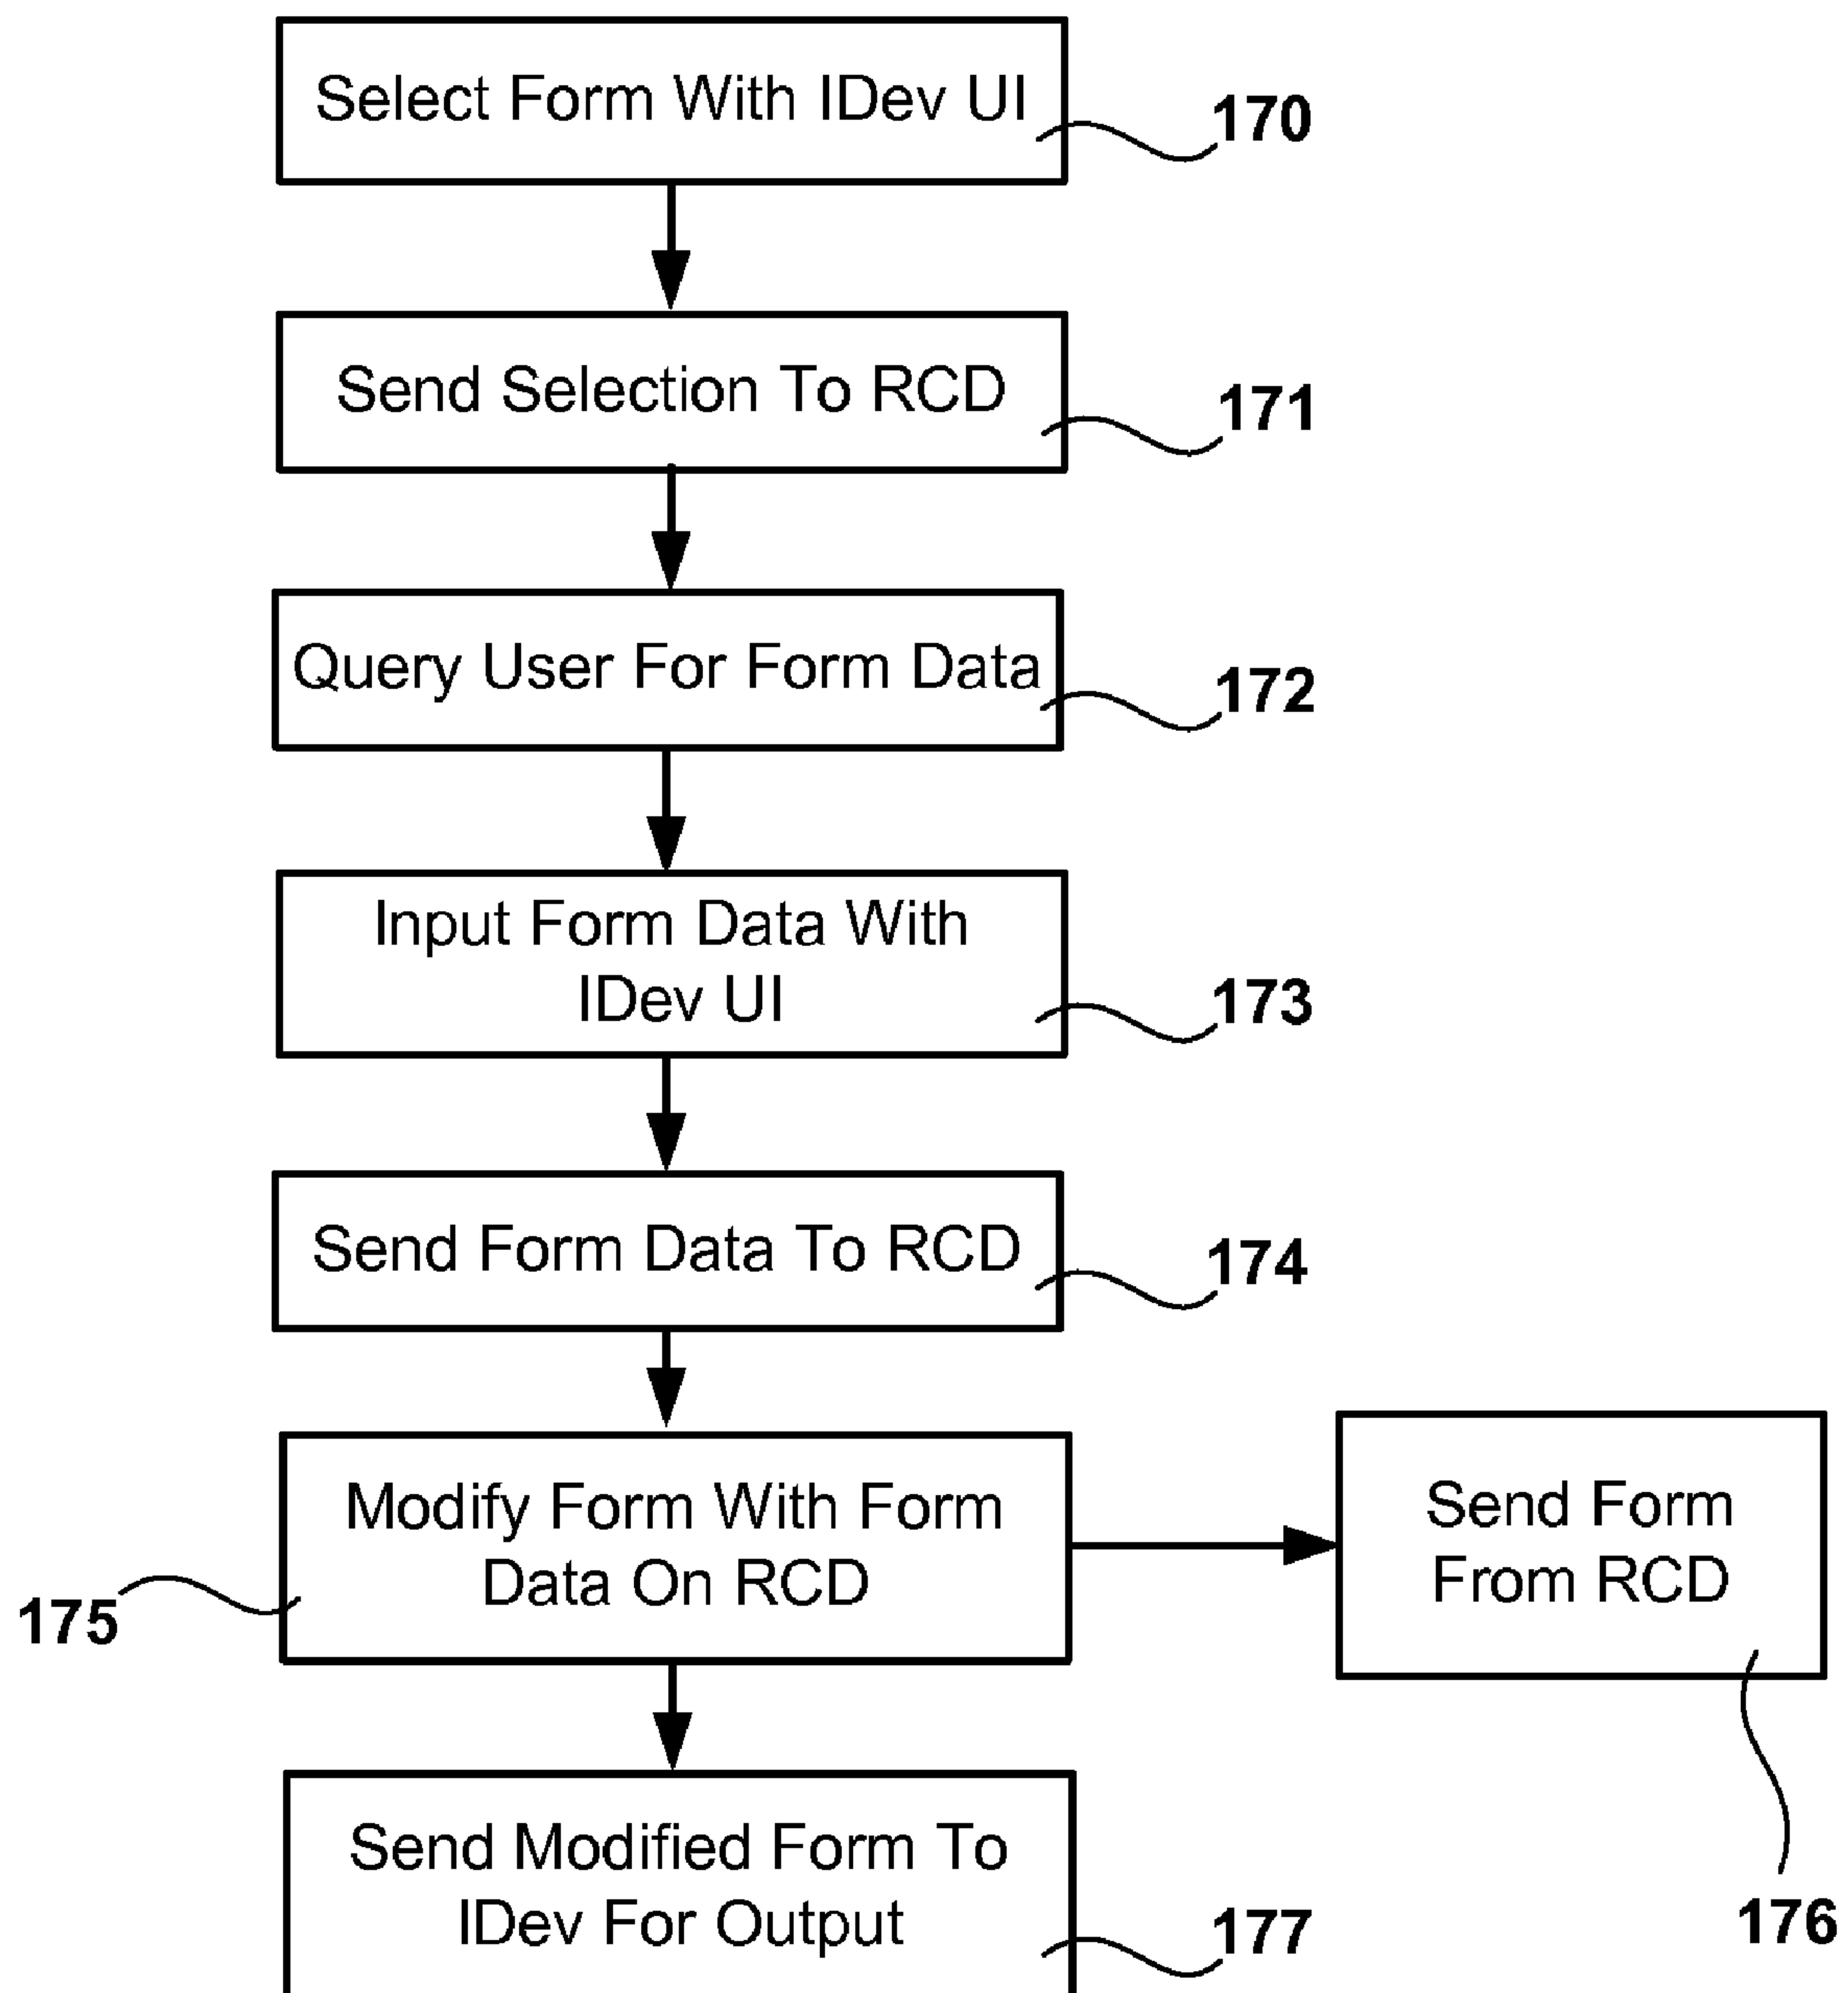 Select Form With IDev UI
170
Send Selection To RCD
171
Query User For Form Data
172
Input Form Data With
IDev UI
173
Send Form Data To RCD
174
Modify Form With Form
Data On RCD
175
Send Form
From RCD
176
Send Modified Form To
IDev For Output
177